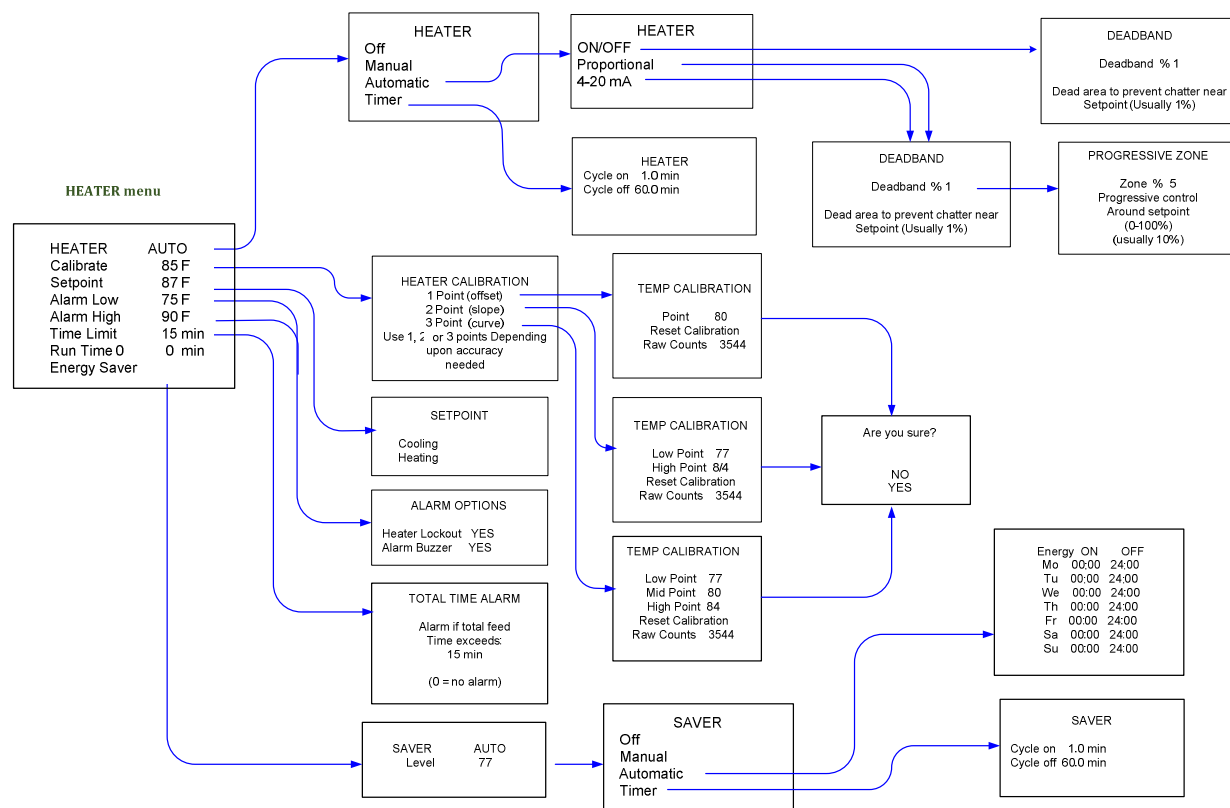 HEATER menu
HEATER AUTO
Calibrate 85 F
Setpoint 87 F
Alarm Low 75 F
Alarm High 90 F
Time Limit 15 min
Run Time 0 0 min
Energy Saver
HEATER
Off
Manual
Automatic
Timer
HEATER
ON/OFF
Proportional
4-20 mA
DEADBAND
Deadband % 1
Dead area to prevent chatter near
Setpoint (Usually 1%)
HEATER
Cycle on 1.0 min
Cycle off 60.0 min
DEADBAND
Deadband % 1
Dead area to prevent chatter near
Setpoint (Usually 1%)
PROGRESSIVE ZONE
Zone % 5
Progressive control
Around setpoint
(0-100%)
(usually 10%)
HEATER CALIBRATION
1 Point (offset)
2 Point (slope)
3 Point (curve)
Use 1, 2 or 3 points Depending
upon accuracy
needed
TEMP CALIBRATION
Point 80
Reset Calibration
Raw Counts 3544
SETPOINT
Cooling
Heating
TEMP CALIBRATION
Low Point 77
High Point 8/4
Reset Calibration
Raw Counts 3544
Are you sure?
NO
YES
ALARM OPTIONS
Heater Lockout YES
Alarm Buzzer YES
TEMP CALIBRATION
Low Point 77
Mid Point 80
High Point 84
Reset Calibration
Raw Counts 3544
TOTAL TIME ALARM
Alarm if total feed
Time exceeds:
15 min
(0 = no alarm)
Energy ON OFF
Mo 00:00 24:00
Tu 00:00 24:00
We 00:00 24:00
Th 00:00 24:00
Fr 00:00 24:00
Sa 00:00 24:00
Su 00:00 24:00
SAVER AUTO
Level 77
SAVER
Off
Manual
Automatic
Timer
SAVER
Cycle on 1.0 min
Cycle off 60.0 min